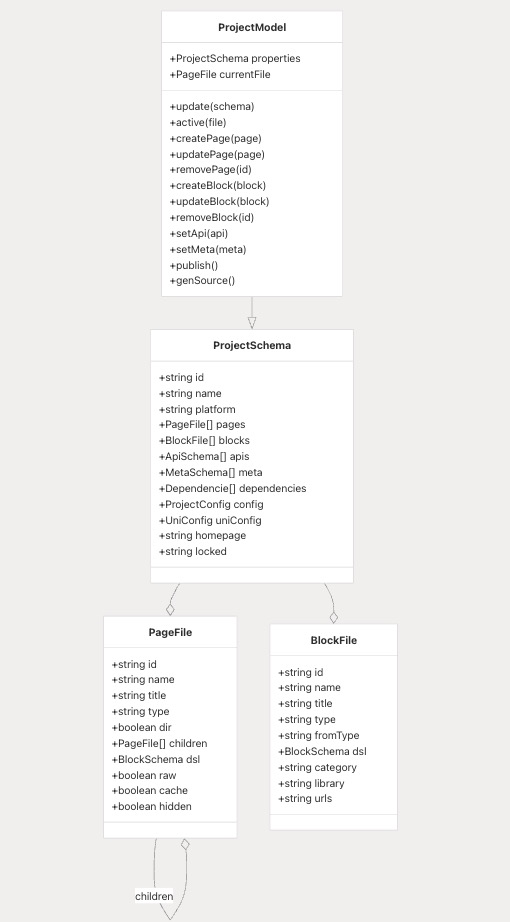 ProjectModel
+ProjectSchema properties
+PageFile currentFile
+update(schema)
+active(file)
+createPage(page)
+updatePage(page)
+removePage(id)
+createBlock(block)
+updateBlock(block)
+removeBlock(id)
+setApi(api)
+setMeta(meta)
+publish()
+genSource()
ProjectSchema
+string id
+string name
+string platform
+PageFile[] pages
+BlockFile[] blocks
+ApiSchema[] apis
+MetaSchema[] meta
+Dependencie[] dependencies
+ProjectConfig config
+UniConfig uniConfig
+string homepage
+string locked
PageFile
+string id
+string name
+string title
+string type
+boolean dir
+PageFile[] children
+BlockSchema dsl
+boolean raw
+boolean cache
+boolean hidden
BlockFile
+string id
+string name
+string title
+string type
+string fromType
+BlockSchema dsl
+string category
+string library
+string urls
children